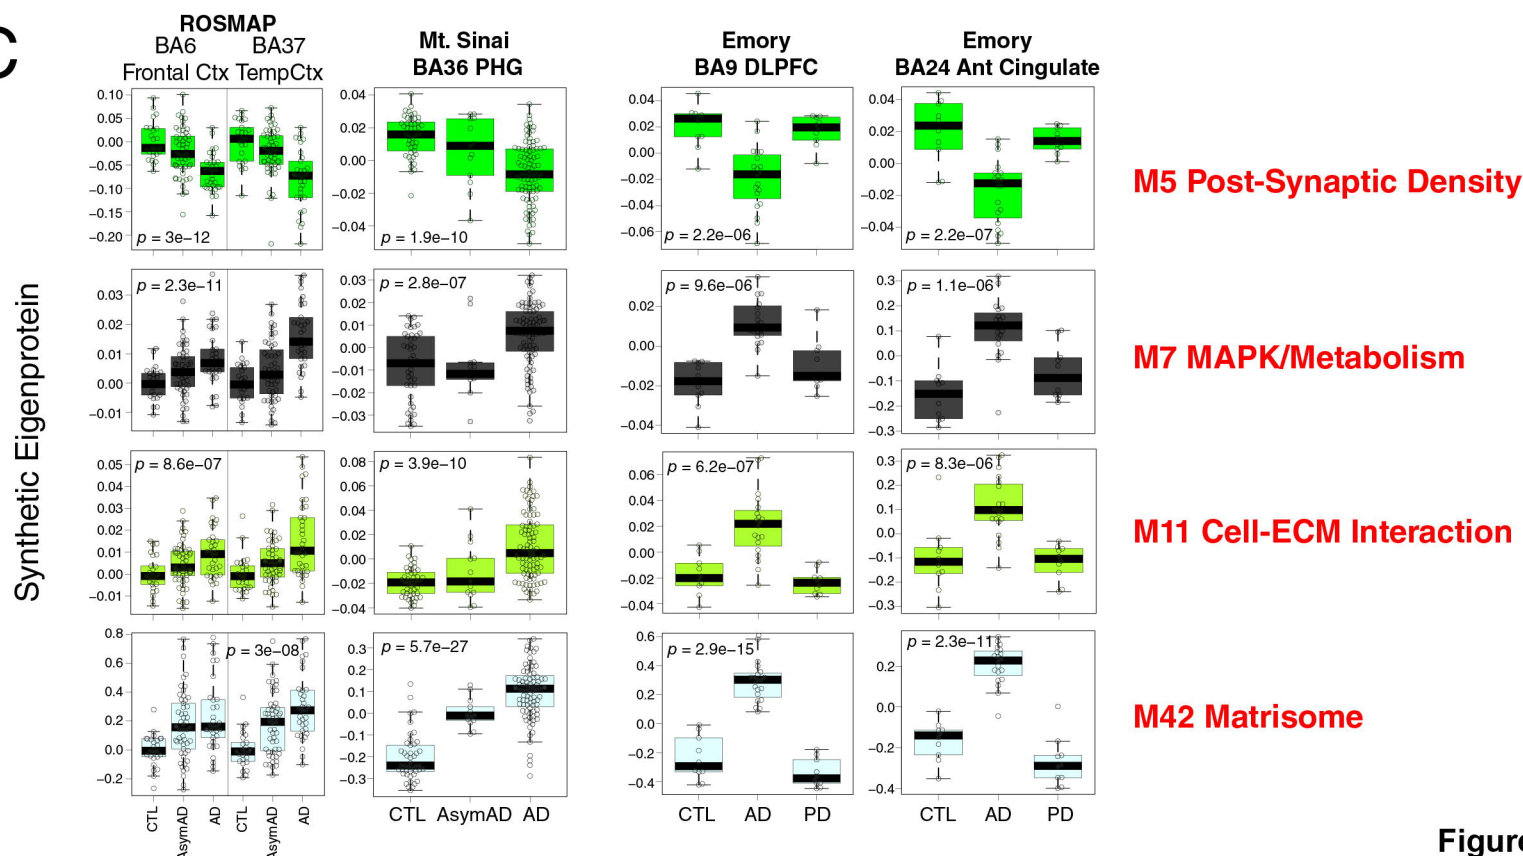 C
ROSMAP
BA6 BA37
Frontal Ctx TempCtx
Mt. Sinai
BA36 PHG
Emory
BA9 DLPFC
Emory
BA24 Ant Cingulate
Synthetic Eigenprotein
0.10
0.05
0.00
−0.05
−0.10
−0.15
−0.20
p = 3e−12
0.04
0.02
0.00
−0.02
−0.04
p = 1.9e−10
0.04
0.02
0.00
−0.02
−0.04
−0.06
p = 2.2e−06
0.04
0.02
0.00
−0.02
−0.04
p = 2.2e−07
M5 Post-Synaptic Density
0.03
0.02
0.01
0.00
−0.01
p = 2.3e−11
0.03
0.02
0.01
0.00
−0.01
−0.02
−0.03
p = 2.8e−07
0.02
0.00
−0.02
−0.04
p = 9.6e−06
0.3
0.2
0.1
0.0
−0.1
−0.2
−0.3
p = 1.1e−06
M7 MAPK/Metabolism
0.05
0.04
0.03
0.02
0.01
0.00
−0.01
p = 8.6e−07
0.08
0.06
0.04
0.02
0.00
−0.02
−0.04
p = 3.9e−10
0.06
0.04
0.02
0.00
−0.02
−0.04
p = 6.2e−07
0.3
0.2
0.1
0.0
−0.1
−0.2
−0.3
p = 8.3e−06
M11 Cell-ECM Interaction
0.8
0.6
0.4
0.2
0.0
−0.2
p = 3e−08
0.3
0.2
0.1
0.0
−0.1
−0.2
−0.3
p = 5.7e−27
0.6
0.4
0.2
0.0
−0.2
−0.4
p = 2.9e−15
0.2
0.0
−0.2
−0.4
p = 2.3e−11
M42 Matrisome
CTL
AsymAD
AD
CTL
AsymAD
AD
CTL AsymAD AD
CTL AD PD
CTL AD PD
Figure